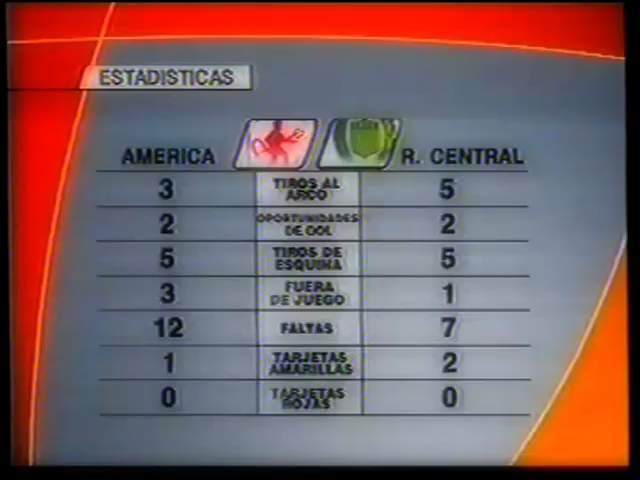 ESTADISTICAS
AMERICA R. CENTRAL
3 TIROS AL ARCO 5
2 OPORTUNIDADES DE GOL 2
5 TIROS DE ESQUINA 5
3 FUERA DE JUEGO 1
12 FALTAS 7
1 TARJETAS AMARILLAS 2
0 TARJETAS ROJAS 0